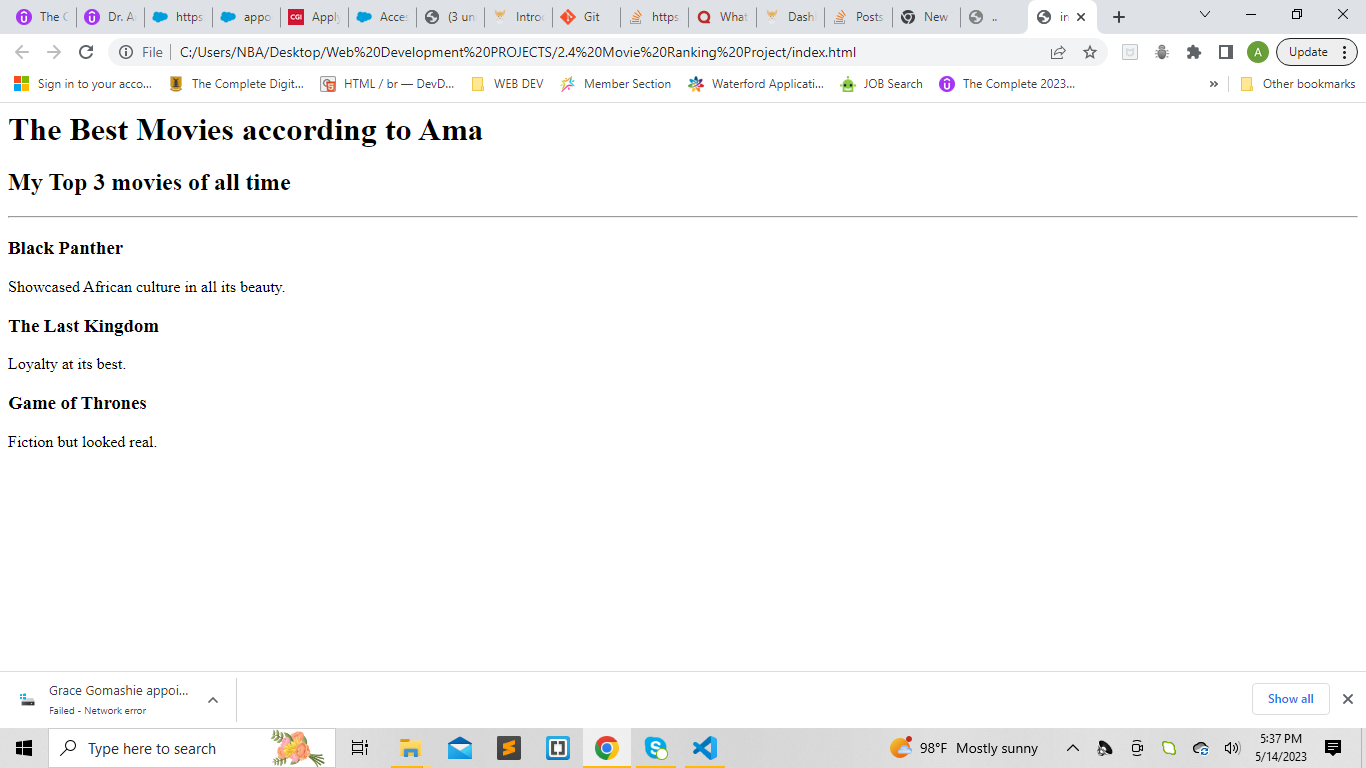 The C
Dr. A
https
appo
Apply
Acces
(3 un
Intro
Git
https
What
Dash
Posts
New
..
in
File
C:/Users/NBA/Desktop/Web%20Development%20PROJECTS/2.4%20Movie%20Ranking%20Project/index.html
A
Update
Sign in to your acco...
The Complete Digit...
HTML / br — DevD...
WEB DEV
Member Section
Waterford Applicati...
JOB Search
The Complete 2023...
»
Other bookmarks
The Best Movies according to Ama
My Top 3 movies of all time
Black Panther
Showcased African culture in all its beauty.
The Last Kingdom
Loyalty at its best.
Game of Thrones
Fiction but looked real.
Grace Gomashie appoi...
Failed - Network error
Show all
Type here to search
98°F Mostly sunny
5:37 PM
5/14/2023